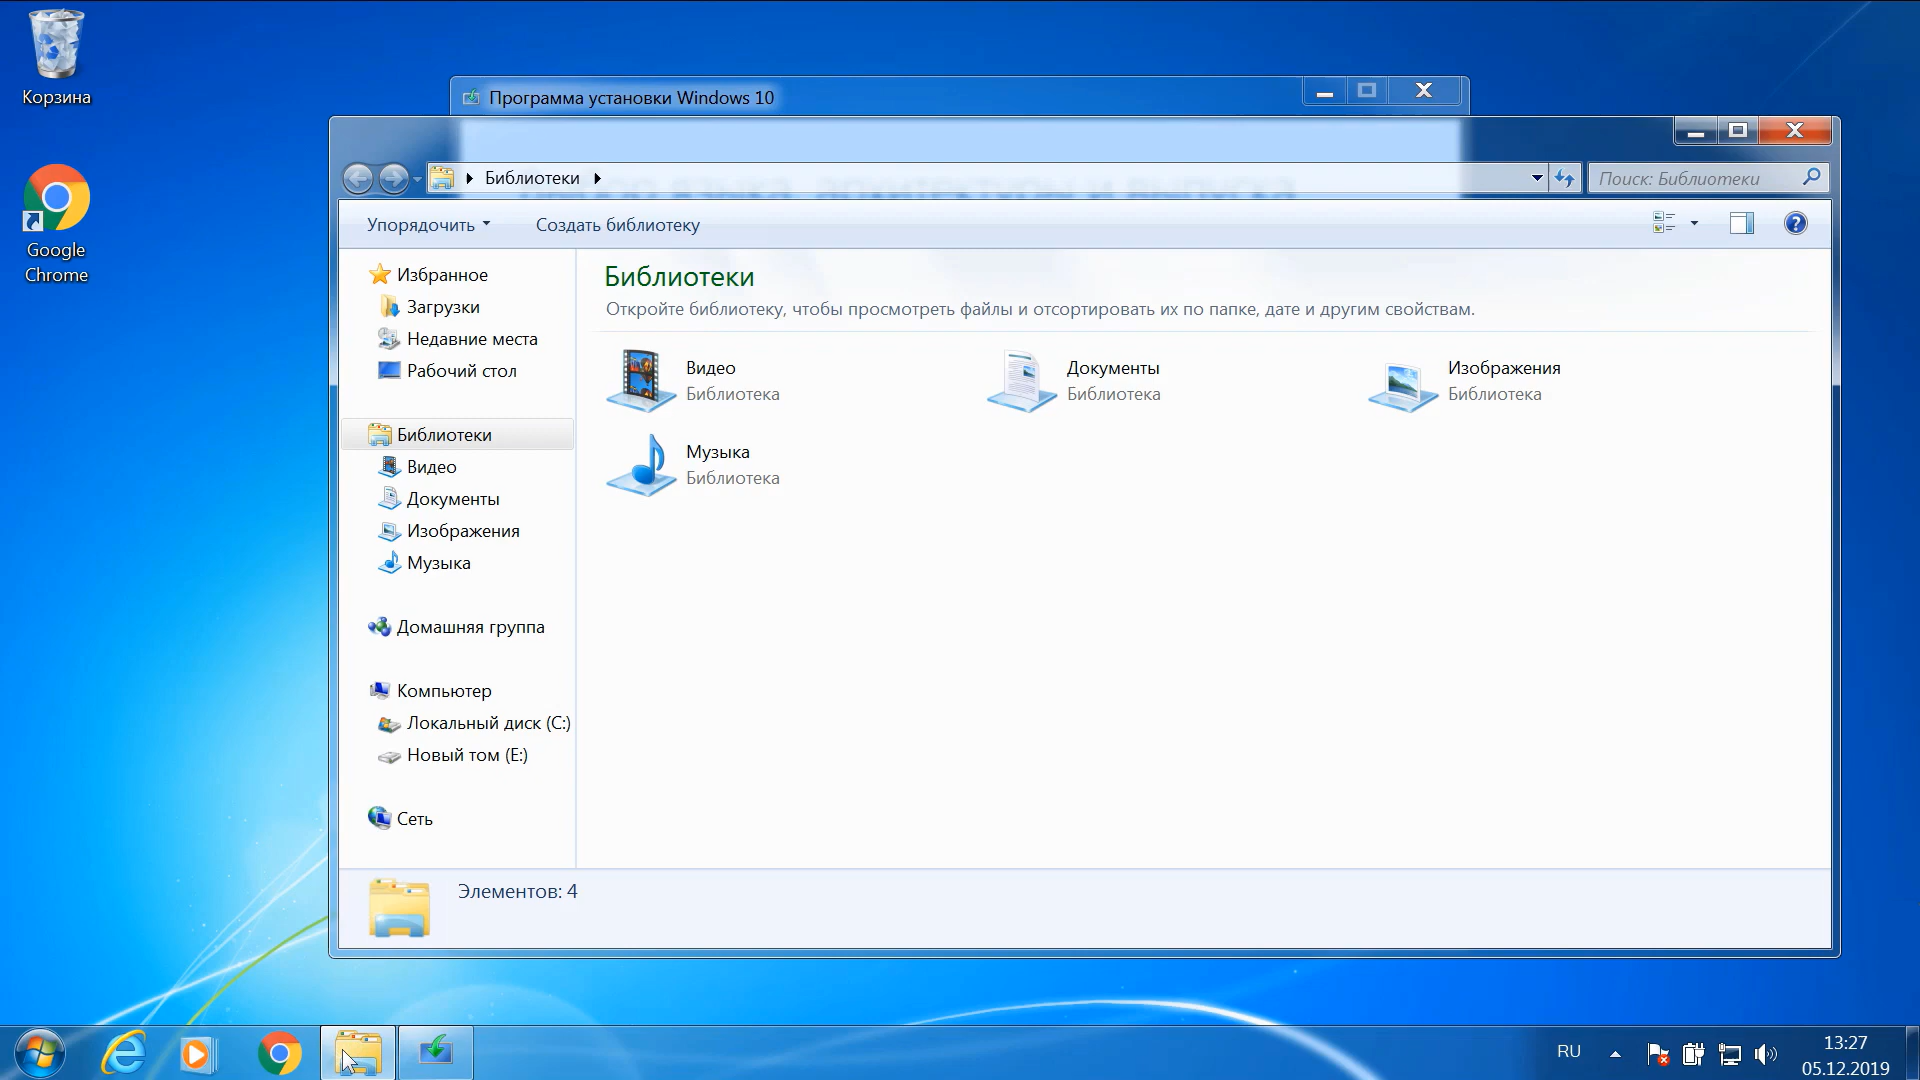 Корзина
Google
Chrome
Программа установки Windows 10
Библиотеки
Поиск: Библиотеки
Упорядочить
Создать библиотеку
Избранное
Загрузки
Недавние места
Рабочий стол
Библиотеки
Видео
Документы
Изображения
Музыка
Домашняя группа
Компьютер
Локальный диск (C:)
Новый том (E:)
Сеть
Библиотеки
Откройте библиотеку, чтобы просмотреть файлы и отсортировать их по папке, дате и другим свойствам.
Видео
Библиотека
Документы
Библиотека
Изображения
Библиотека
Музыка
Библиотека
Элементов: 4
RU
13:27
05.12.2019